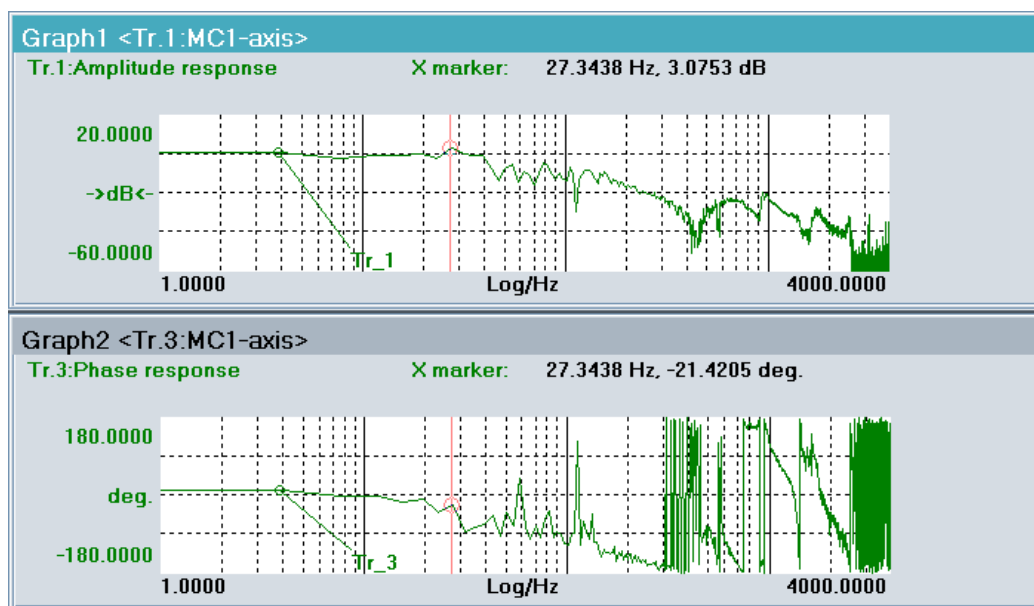 Graph1 <Tr.1:MC1-axis>
Tr.1:Amplitude response X marker: 27.3438 Hz, 3.0753 dB
20.0000
->dB<-
-60.0000
Tr_1
1.0000 Log/Hz 4000.0000
Graph2 <Tr.3:MC1-axis>
Tr.3:Phase response X marker: 27.3438 Hz, -21.4205 deg.
180.0000
deg.
-180.0000
Tr_3
1.0000 Log/Hz 4000.0000